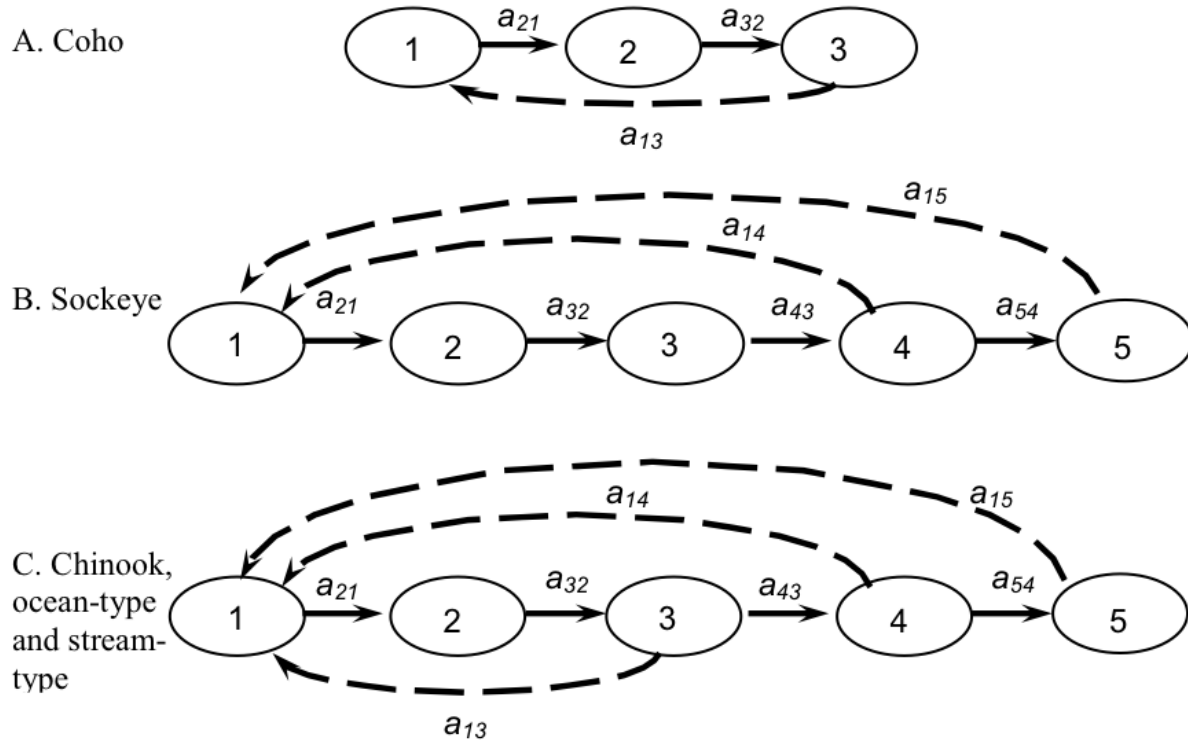 A. Coho
1 a21 2 a32 3
a13
a15
a14
B. Sockeye
1 a21 2 a32 3 a43 4 a54 5
a15
a14
C. Chinook,
ocean-type
and stream-
type
1 a21 2 a32 3 a43 4 a54 5
a13